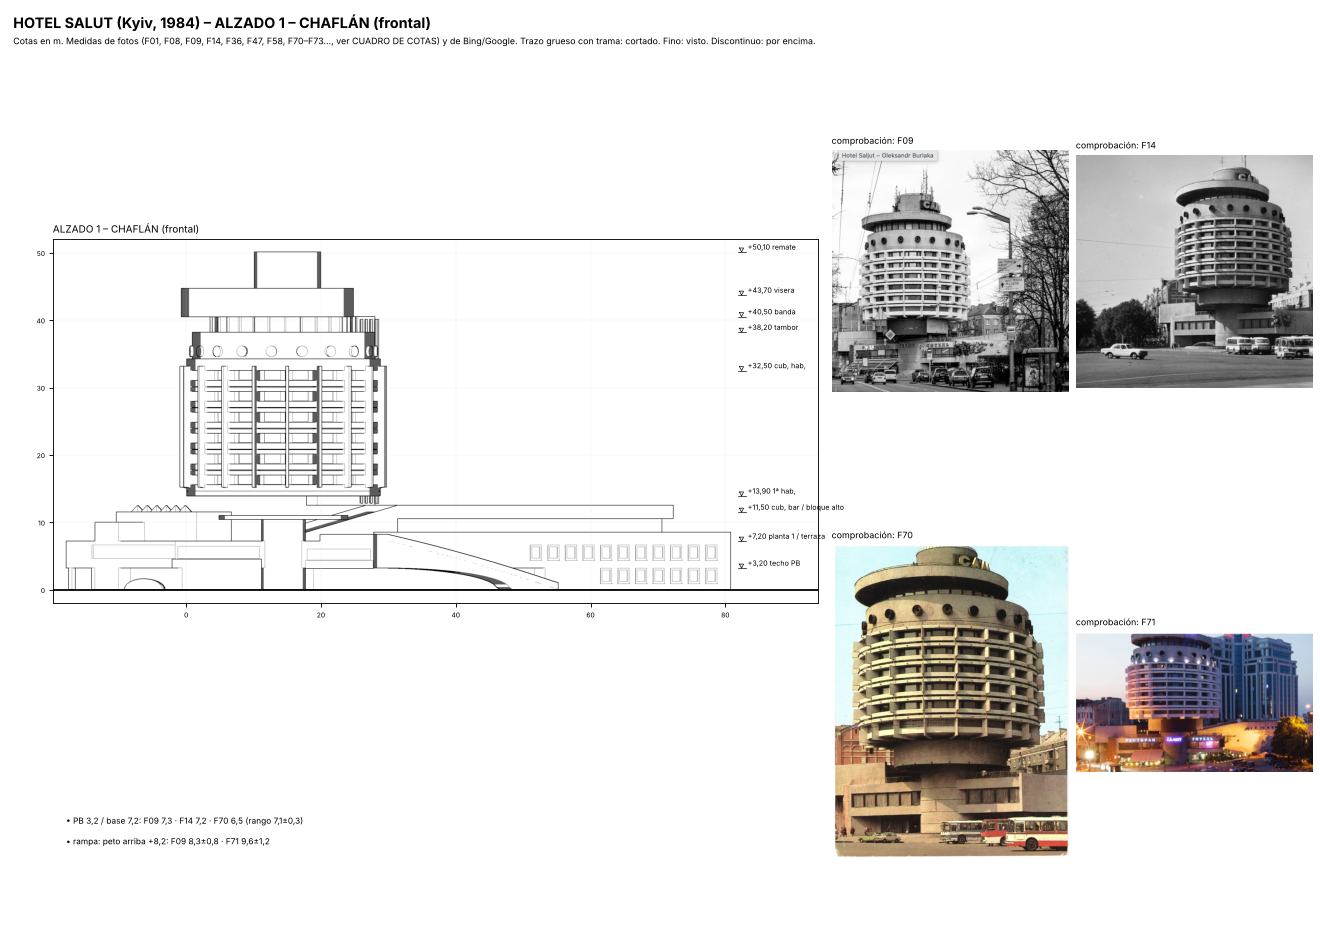 HOTEL SALUT (Kyiv, 1984) – ALZADO 1 – CHAFLÁN (frontal)
Cotas en m. Medidas de fotos (F01, F08, F09, F14, F36, F47, F58, F70–F73..., ver CUADRO DE COTAS) y de Bing/Google. Trazo grueso con trama: cortado. Fino: visto. Discontinuo: por encima.
ALZADO 1 – CHAFLÁN (frontal)
50
40
30
20
10
0
0
20
40
60
80
+50,10 remate
+43,70 visera
+40,50 banda
+38,20 tambor
+32,50 cub, hab,
+13,90 1ª hab,
+11,50 cub, bar / bloque alto
+7,20 planta 1 / terraza
+3,20 techo PB
comprobación: F09
Hotel Saljut – Oleksandr Burlaka
comprobación: F14
comprobación: F70
comprobación: F71
РЕСТОРАН
САЛЮТ
ГОТЕЛЬ
• PB 3,2 / base 7,2: F09 7,3 · F14 7,2 · F70 6,5 (rango 7,1±0,3)
• rampa: peto arriba +8,2: F09 8,3±0,8 · F71 9,6±1,2